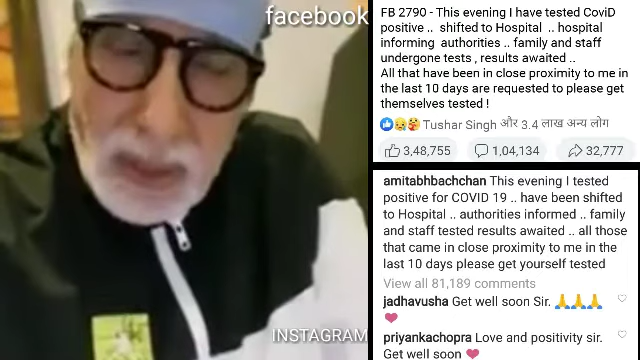 facebook
INSTAGRAM
FB 2790 - This evening I have tested CoviD
positive .. shifted to Hospital .. hospital
informing authorities .. family and staff
undergone tests , results awaited ..
All that have been in close proximity to me in
the last 10 days are requested to please get
themselves tested !
Tushar Singh और 3.4 लाख अन्य लोग
3,48,755 1,04,134 32,777
amitabhbachchan This evening I tested
positive for COVID 19 .. have been shifted
to Hospital .. authorities informed .. family
and staff tested results awaited .. all those
that came in close proximity to me in the
last 10 days please get yourself tested
View all 81,189 comments
jadhavusha Get well soon Sir. 🙏🙏🙏
❤
priyankachopra Love and positivity sir.
Get well soon ❤